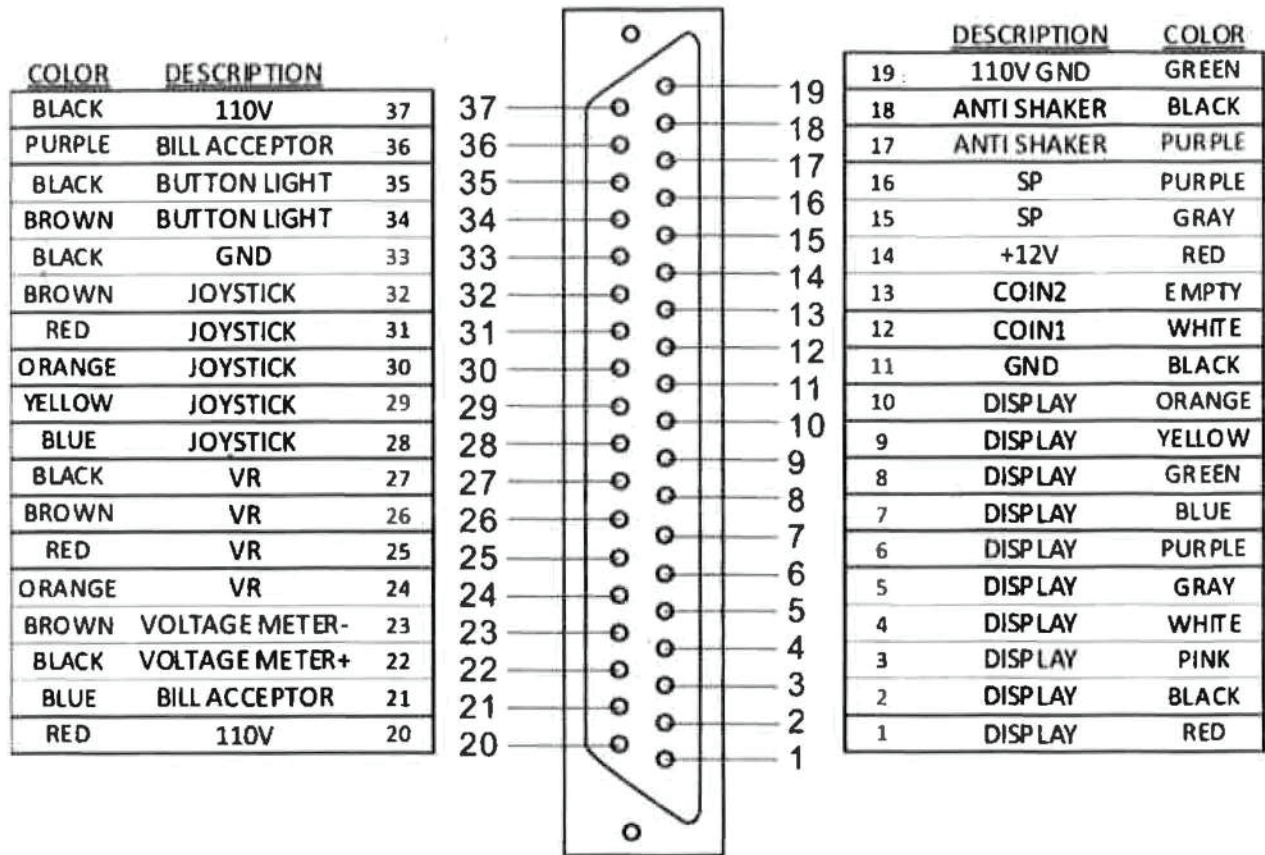 COLOR DESCRIPTION
BLACK 110V 37
PURPLE BILL ACCEPTOR 36
BLACK BUTTON LIGHT 35
BROWN BUTTON LIGHT 34
BLACK GND 33
BROWN JOYSTICK 32
RED JOYSTICK 31
ORANGE JOYSTICK 30
YELLOW JOYSTICK 29
BLUE JOYSTICK 28
BLACK VR 27
BROWN VR 26
RED VR 25
ORANGE VR 24
BROWN VOLTAGE METER- 23
BLACK VOLTAGE METER+ 22
BLUE BILL ACCEPTOR 21
RED 110V 20
37
36
35
34
33
32
31
30
29
28
27
26
25
24
23
22
21
20
19
18
17
16
15
14
13
12
11
10
9
8
7
6
5
4
3
2
1
DESCRIPTION COLOR
19 110V GND GREEN
18 ANTI SHAKER BLACK
17 ANTI SHAKER PURPLE
16 SP PURPLE
15 SP GRAY
14 +12V RED
13 COIN2 EMPTY
12 COIN1 WHITE
11 GND BLACK
10 DISPLAY ORANGE
9 DISPLAY YELLOW
8 DISPLAY GREEN
7 DISPLAY BLUE
6 DISPLAY PURPLE
5 DISPLAY GRAY
4 DISPLAY WHITE
3 DISPLAY PINK
2 DISPLAY BLACK
1 DISPLAY RED